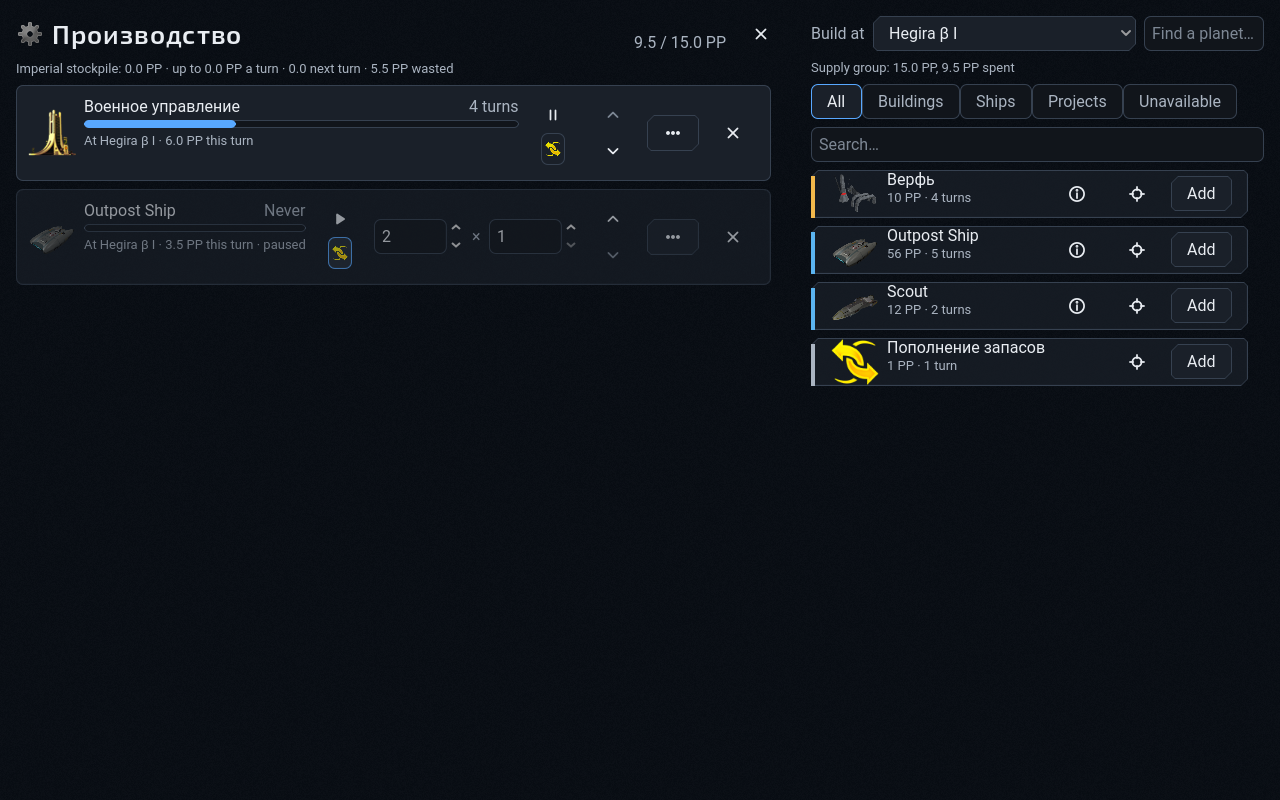 Производство
9.5 / 15.0 PP
Imperial stockpile: 0.0 PP · up to 0.0 PP a turn · 0.0 next turn · 5.5 PP wasted
Военное управление
4 turns
At Hegira β I · 6.0 PP this turn
Outpost Ship
Never
At Hegira β I · 3.5 PP this turn · paused
2 × 1
Build at
Hegira β I
Find a planet…
Supply group: 15.0 PP, 9.5 PP spent
All
Buildings
Ships
Projects
Unavailable
Search…
Верфь
10 PP · 4 turns
Add
Outpost Ship
56 PP · 5 turns
Add
Scout
12 PP · 2 turns
Add
Пополнение запасов
1 PP · 1 turn
Add